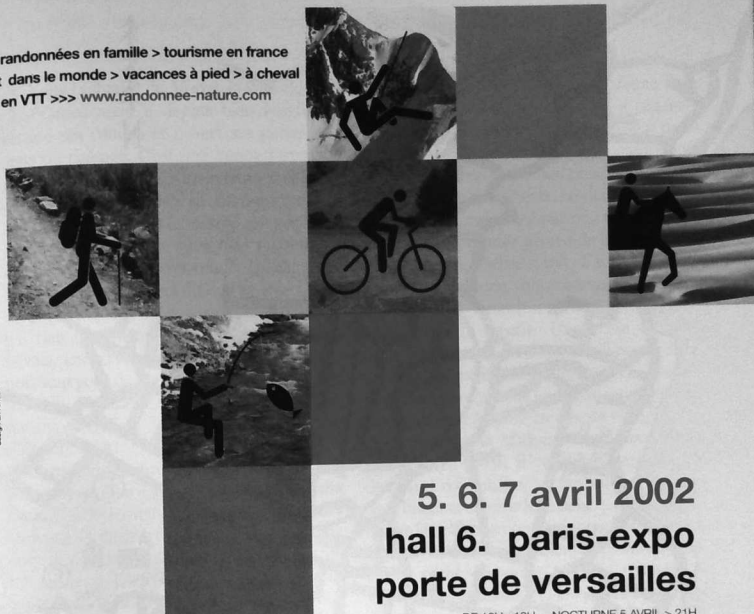 randonnées en famille > tourisme en france
dans le monde > vacances à pied > à cheval
en VTT >>> www.randonnee-nature.com
5. 6. 7 avril 2002
hall 6. paris-expo
porte de versailles
NOCTURNE 5 AVRIL > 21H